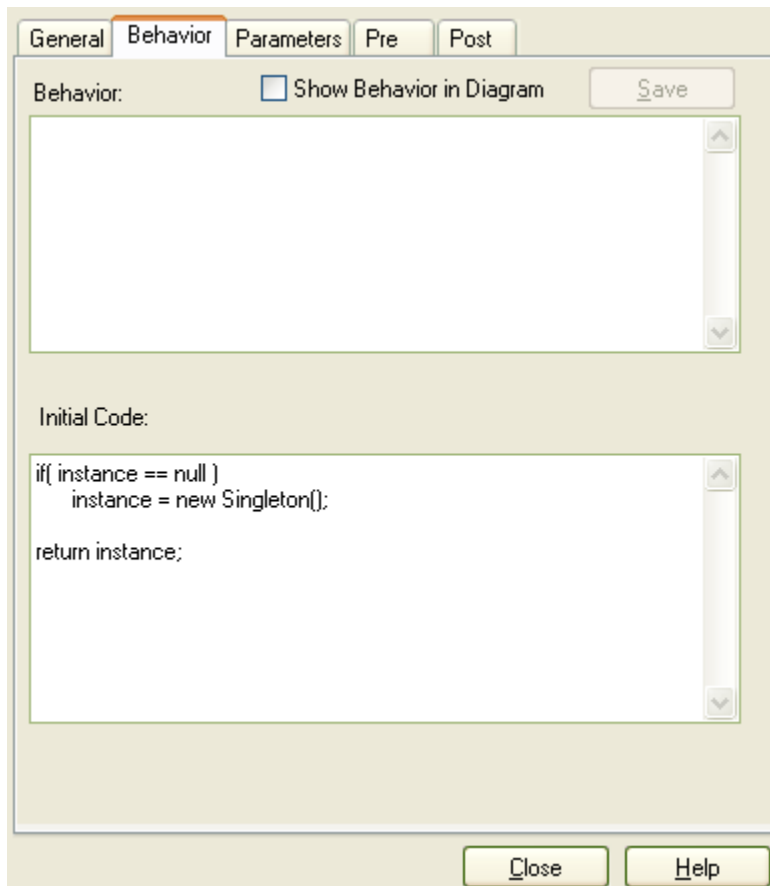 General Behavior Parameters Pre Post
Behavior: Show Behavior in Diagram Save
Initial Code:
if( instance == null )
instance = new Singleton();
return instance;
Close Help